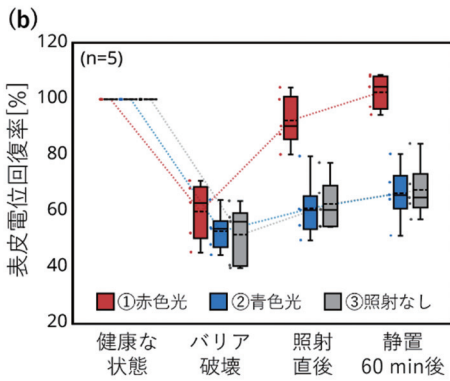 (b)
120
(n=5)
100
80
60
40
20
表皮電位回復率[%]
①赤色光 ②青色光 ③照射なし
健康な バリア 照射 静置
状態 破壊 直後 60 min後